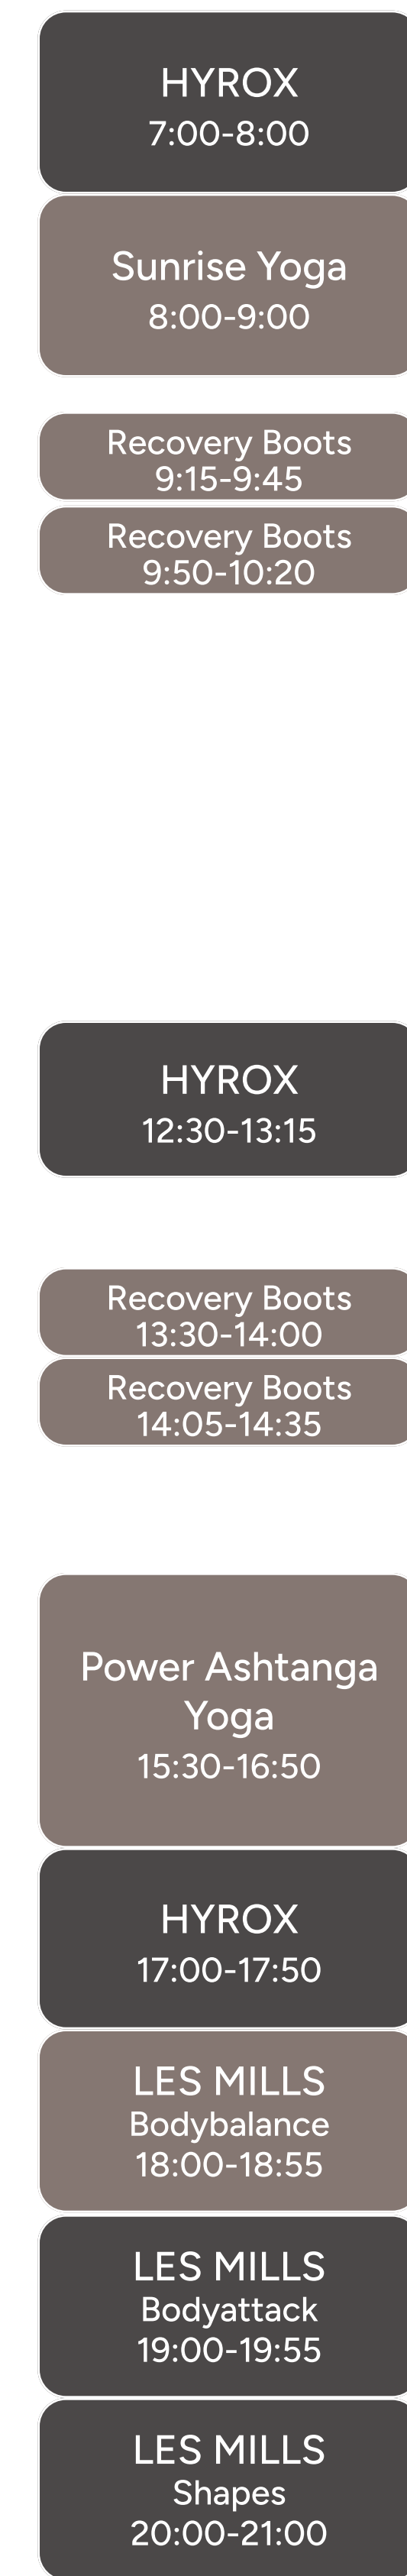 HYROX
7:00-8:00
Sunrise Yoga
8:00-9:00
Recovery Boots
9:15-9:45
Recovery Boots
9:50-10:20
HYROX
12:30-13:15
Recovery Boots
13:30-14:00
Recovery Boots
14:05-14:35
Power Ashtanga
Yoga
15:30-16:50
HYROX
17:00-17:50
LES MILLS
Bodybalance
18:00-18:55
LES MILLS
Bodyattack
19:00-19:55
LES MILLS
Shapes
20:00-21:00